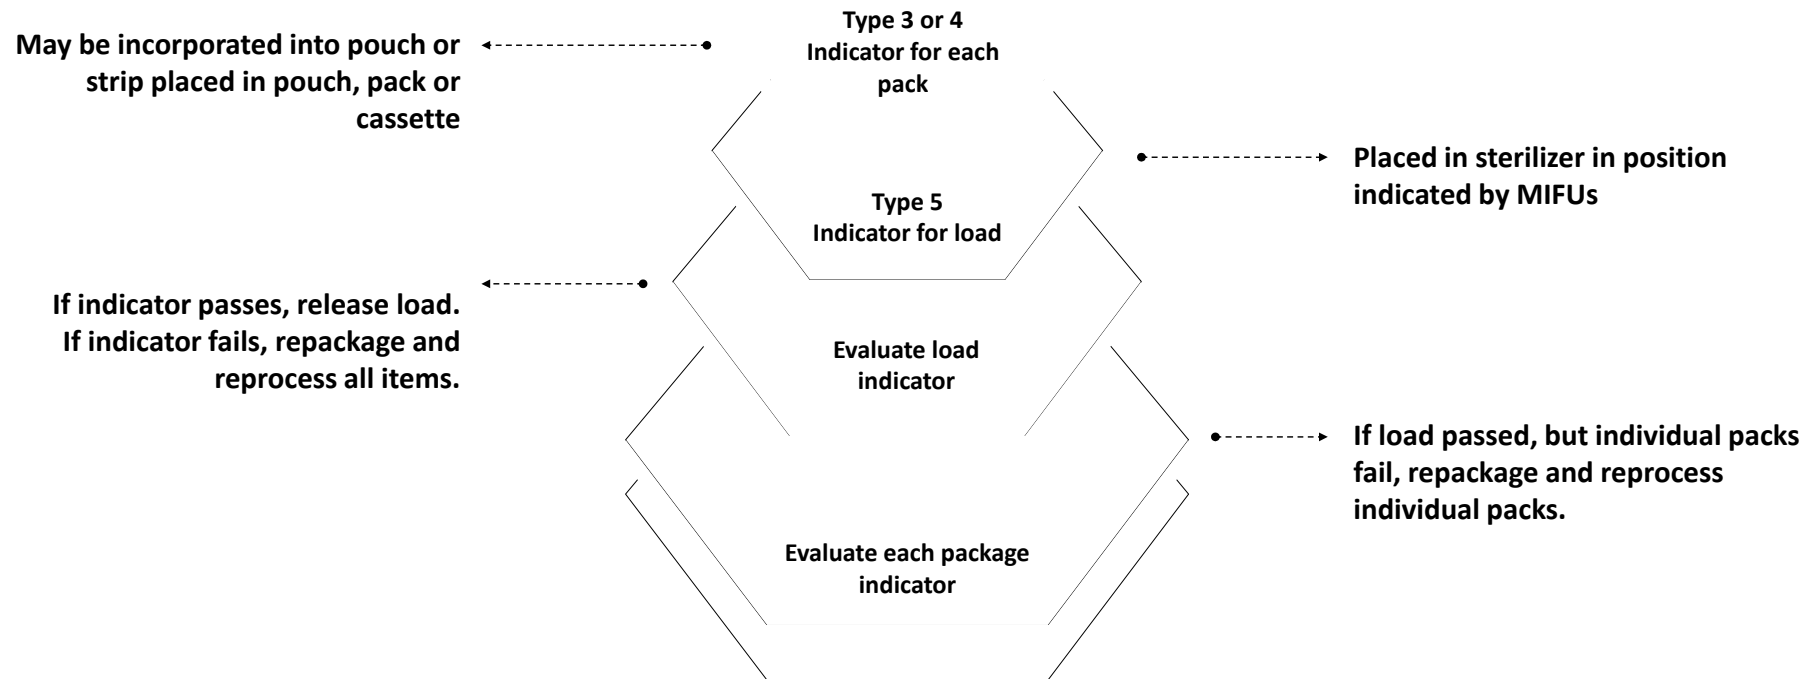 Type 3 or 4
Indicator for each
pack
May be incorporated into pouch or
strip placed in pouch, pack or
cassette
Type 5
Indicator for load
Placed in sterilizer in position
indicated by MIFUs
Evaluate load
indicator
If indicator passes, release load.
If indicator fails, repackage and
reprocess all items.
Evaluate each package
indicator
If load passed, but individual packs
fail, repackage and reprocess
individual packs.